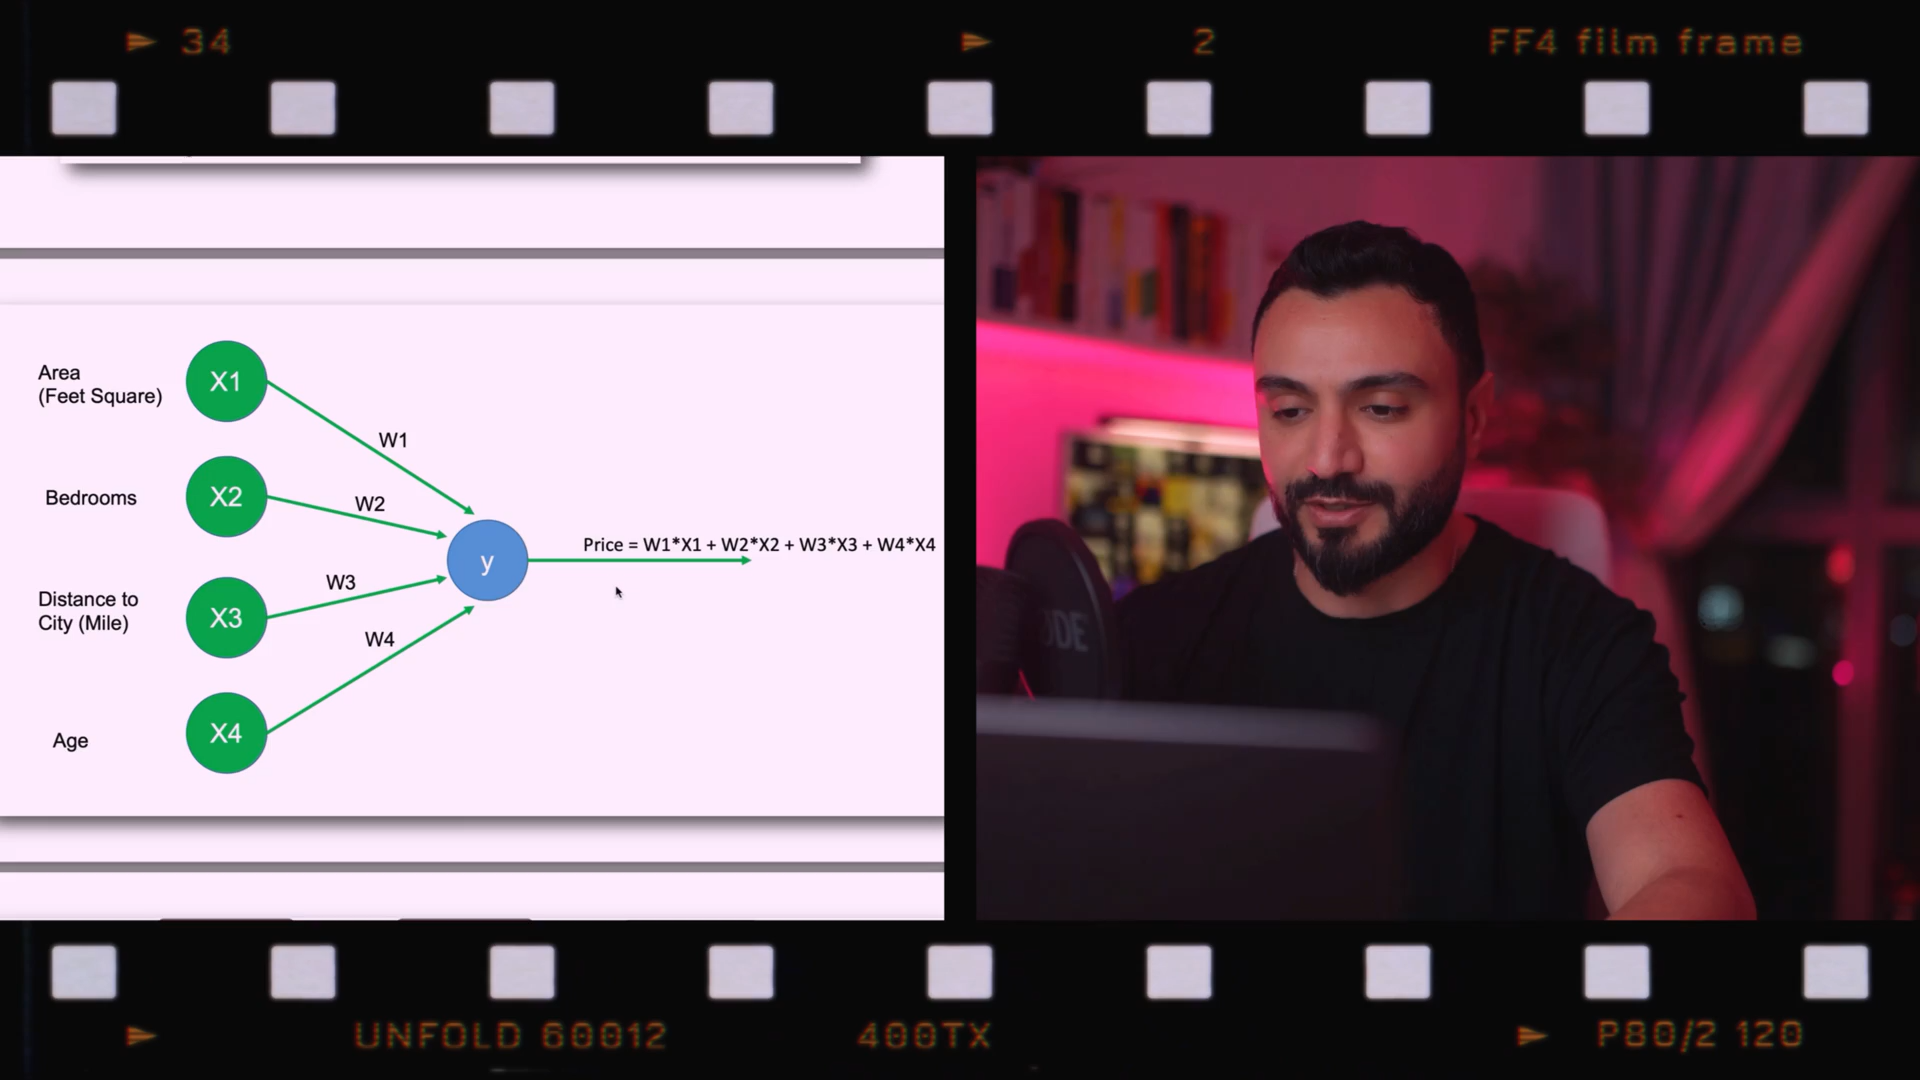 34
2
FF4 film frame
Area
(Feet Square)
X1
W1
Bedrooms
X2
W2
Price = W1*X1 + W2*X2 + W3*X3 + W4*X4
y
Distance to
City (Mile)
X3
W3
W4
Age
X4
UNFOLD 60012
400TX
P80/2 120